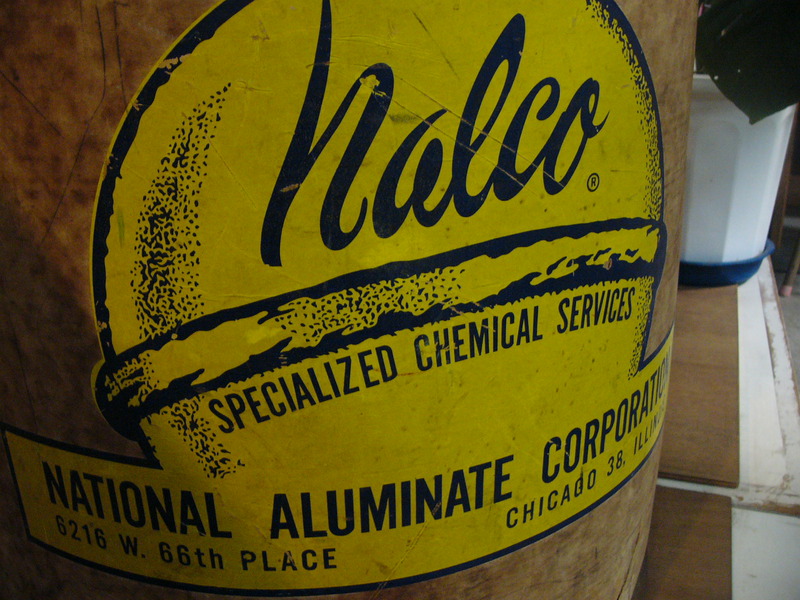 Nalco ®
SPECIALIZED CHEMICAL SERVICES
NATIONAL ALUMINATE CORPORATION
6216 W. 66th PLACE CHICAGO 38,